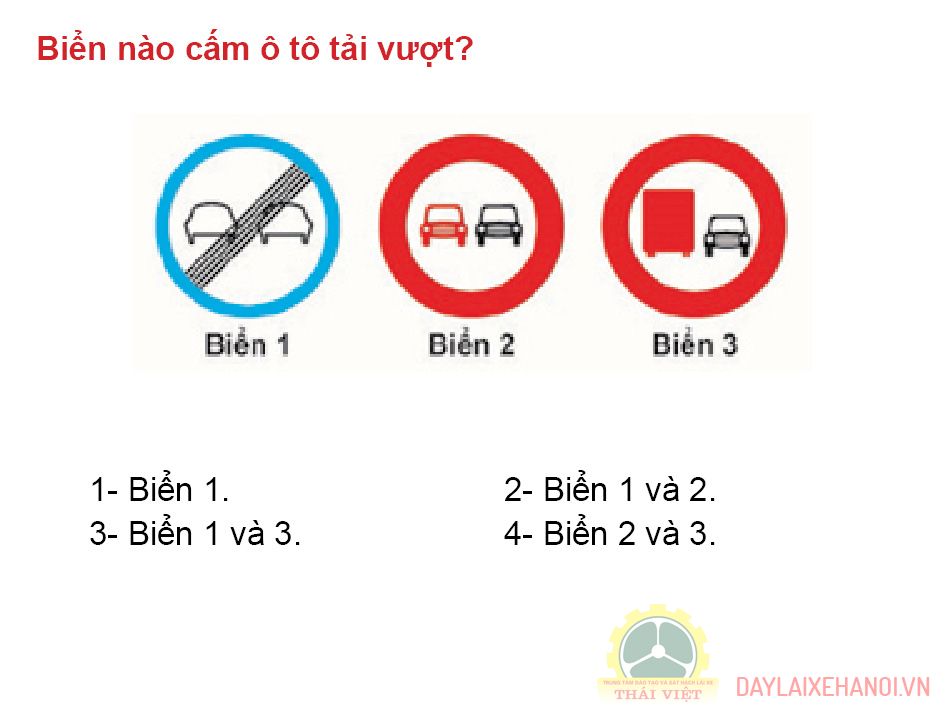 Biển nào cấm ô tô tải vượt?
Biển 1
Biển 2
Biển 3
1- Biển 1.
2- Biển 1 và 2.
3- Biển 1 và 3.
4- Biển 2 và 3.
TRUNG TÂM ĐÀO TẠO VÀ SÁT HẠCH LÁI XE
THÁI VIỆT
DAYLAIXEHANOI.VN